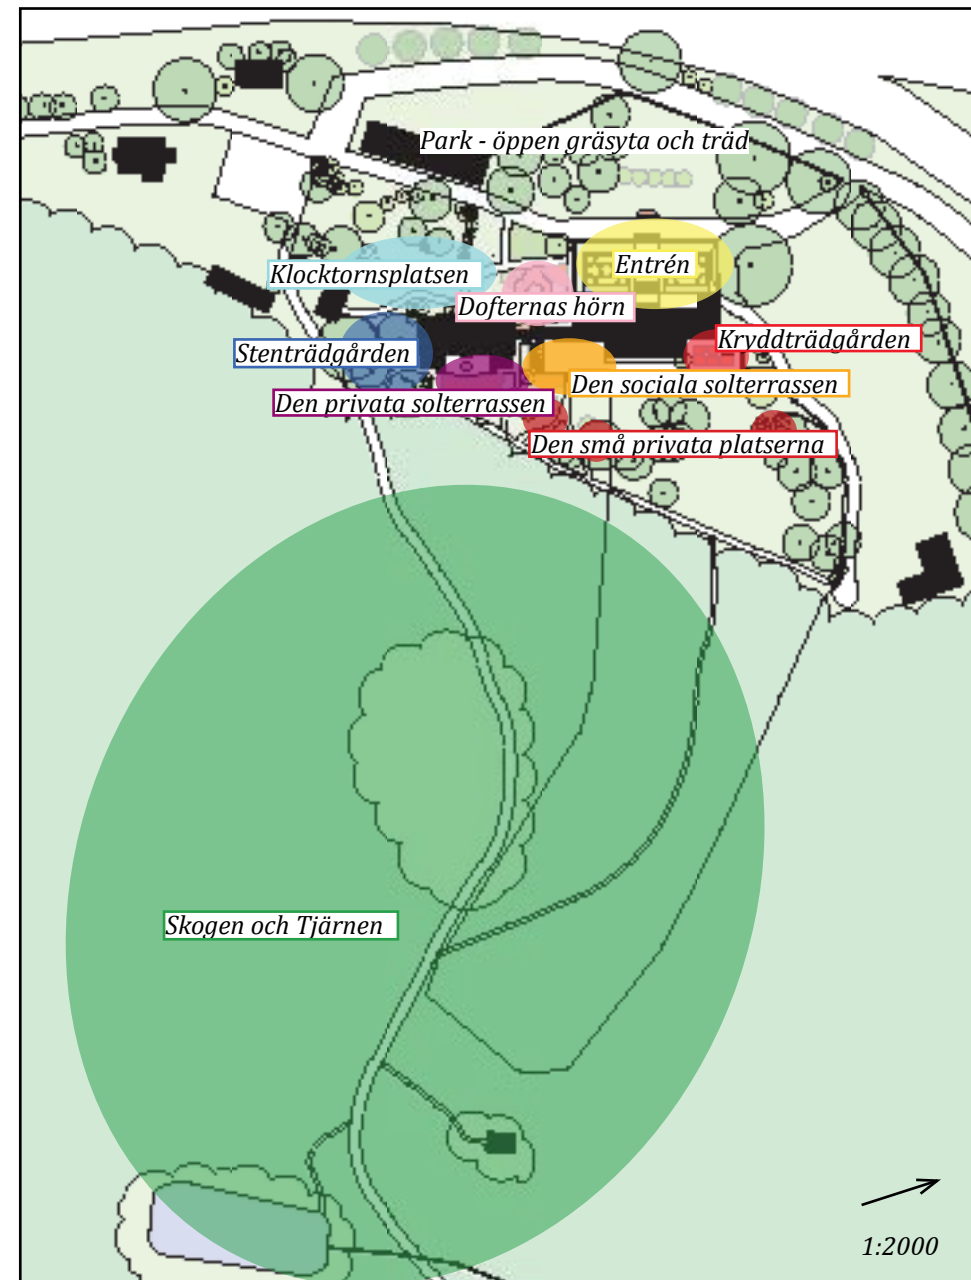 Park - öppen gräsyta och träd
Klocktornsplatsen
Entrén
Dofternas hörn
Kryddträdgården
Stenträdgården
Den sociala solterrassen
Den privata solterrassen
Den små privata platserna
Skogen och Tjärnen
1:2000